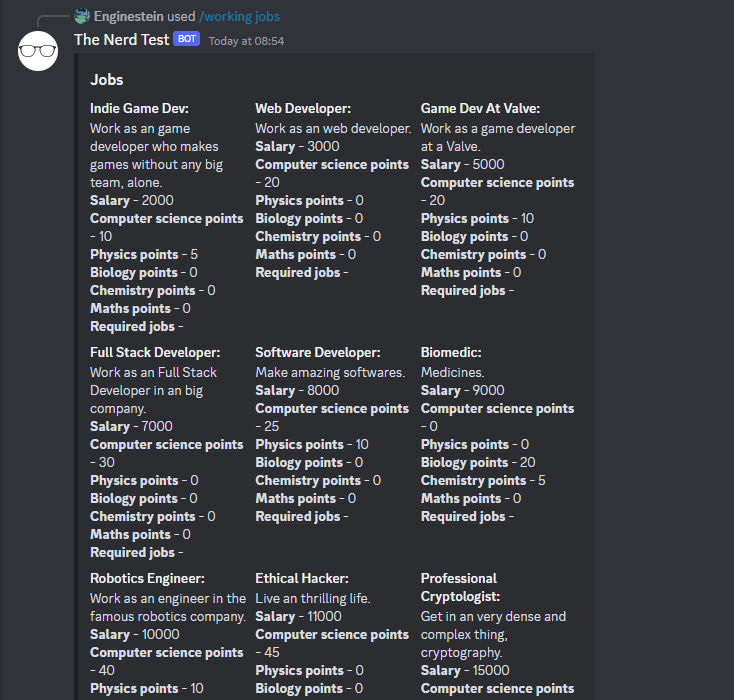 Enginestein used /working jobs
The Nerd Test BOT Today at 08:54
Jobs
Indie Game Dev:
Work as an game
developer who makes
games without any big
team, alone.
Salary - 2000
Computer science points
- 10
Physics points - 5
Biology points - 0
Chemistry points - 0
Maths points - 0
Required jobs -
Web Developer:
Work as an web developer.
Salary - 3000
Computer science points
- 20
Physics points - 0
Biology points - 0
Chemistry points - 0
Maths points - 0
Required jobs -
Game Dev At Valve:
Work as a game developer
at a Valve.
Salary - 5000
Computer science points
- 20
Physics points - 10
Biology points - 0
Chemistry points - 0
Maths points - 0
Required jobs -
Full Stack Developer:
Work as an Full Stack
Developer in an big
company.
Salary - 7000
Computer science points
- 30
Physics points - 0
Biology points - 0
Chemistry points - 0
Maths points - 0
Required jobs -
Software Developer:
Make amazing softwares.
Salary - 8000
Computer science points
- 25
Physics points - 10
Biology points - 0
Chemistry points - 0
Maths points - 0
Required jobs -
Biomedic:
Medicines.
Salary - 9000
Computer science points
- 0
Physics points - 0
Biology points - 20
Chemistry points - 5
Maths points - 0
Required jobs -
Robotics Engineer:
Work as an engineer in the
famous robotics company.
Salary - 10000
Computer science points
- 40
Physics points - 10
Ethical Hacker:
Live an thrilling life.
Salary - 11000
Computer science points
- 45
Physics points - 0
Biology points - 0
Professional
Cryptologist:
Get in an very dense and
complex thing,
cryptography.
Salary - 15000
Computer science points